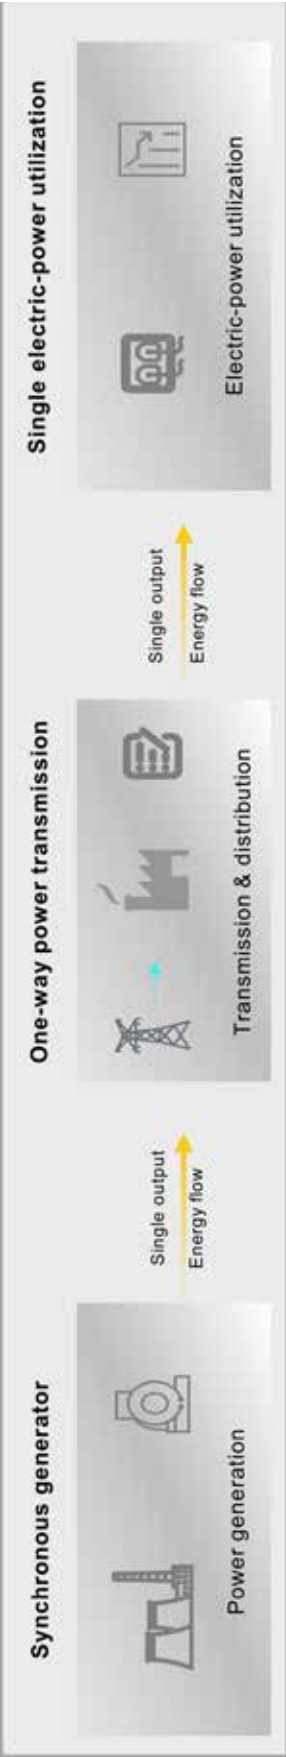 Synchronous generator
Power generation
Single output
Energy flow
One-way power transmission
Transmission & distribution
Single output
Energy flow
Single electric-power utilization
Electric-power utilization